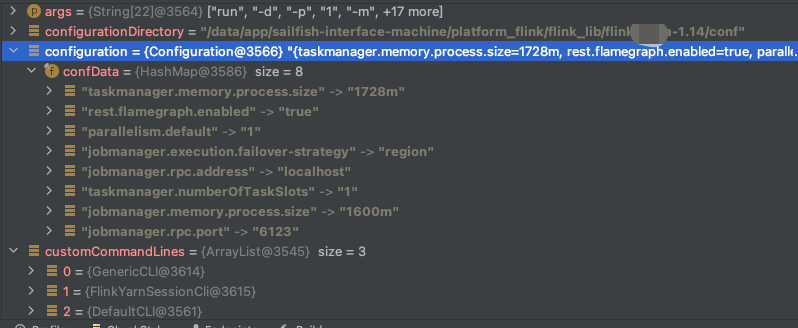 args = {String[22]@3564} ["run", "-d", "-p", "1", "-m", +17 more]
configurationDirectory = "/data/app/sailfish-interface-machine/platform_flink/flink_lib/flink a-1.14/conf"
configuration = {Configuration@3566} "{taskmanager.memory.process.size=1728m, rest.flamegraph.enabled=true, parallk.
confData = {HashMap@3586} size = 8
"taskmanager.memory.process.size" -> "1728m"
"rest.flamegraph.enabled" -> "true"
"parallelism.default" -> "1"
"jobmanager.execution.failover-strategy" -> "region"
"jobmanager.rpc.address" -> "localhost"
"taskmanager.numberOfTaskSlots" -> "1"
"jobmanager.memory.process.size" -> "1600m"
"jobmanager.rpc.port" -> "6123"
customCommandLines = {ArrayList@3545} size = 3
0 = {GenericCLI@3614}
1 = {FlinkYarnSessionCli@3615}
2 = {DefaultCLI@3561}